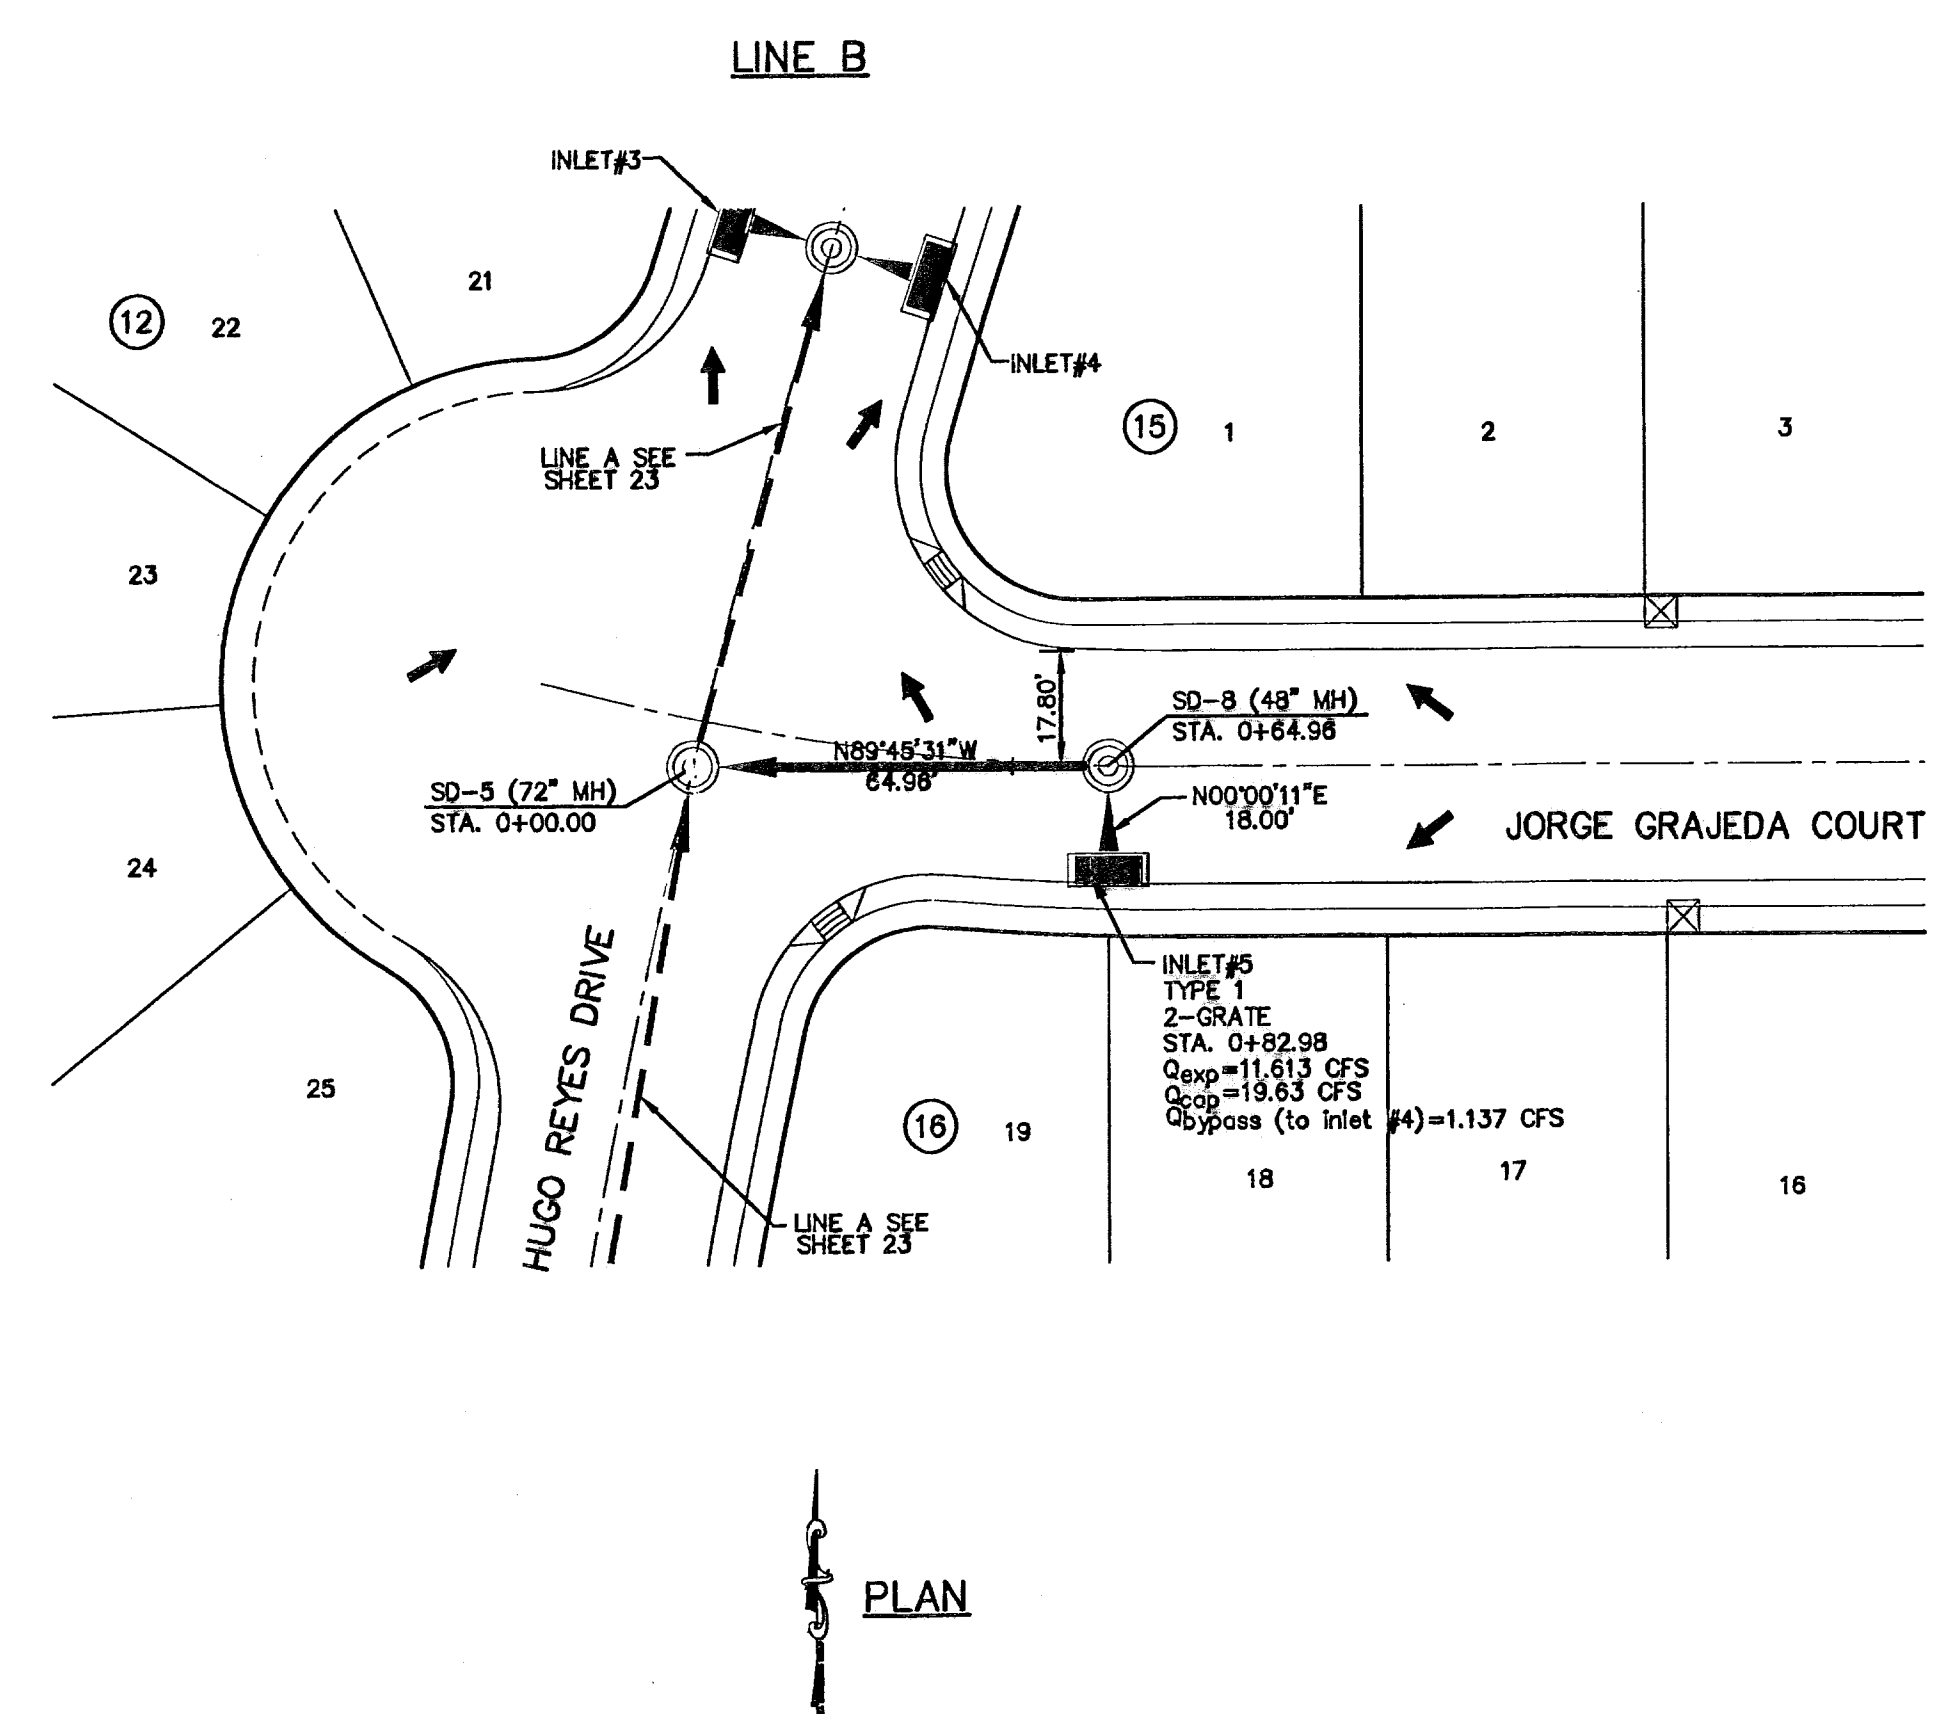 LINE B
INLET#3
21
12
22
INLET#4
15
1
2
3
LINE A SEE
SHEET 23
23
17.80'
SD-8 (48" MH)
STA. 0+64.96
N89°45'31"W
64.96'
SD-5 (72" MH)
STA. 0+00.00
N00°00'11"E
18.00'
JORGE GRAJEDA COURT
24
HUGO REYES DRIVE
INLET#5
TYPE 1
2-GRATE
STA. 0+82.98
Qexp=11.613 CFS
Qcap=19.63 CFS
Qbypass (to inlet #4)=1.137 CFS
25
16
19
18
17
16
LINE A SEE
SHEET 23
PLAN